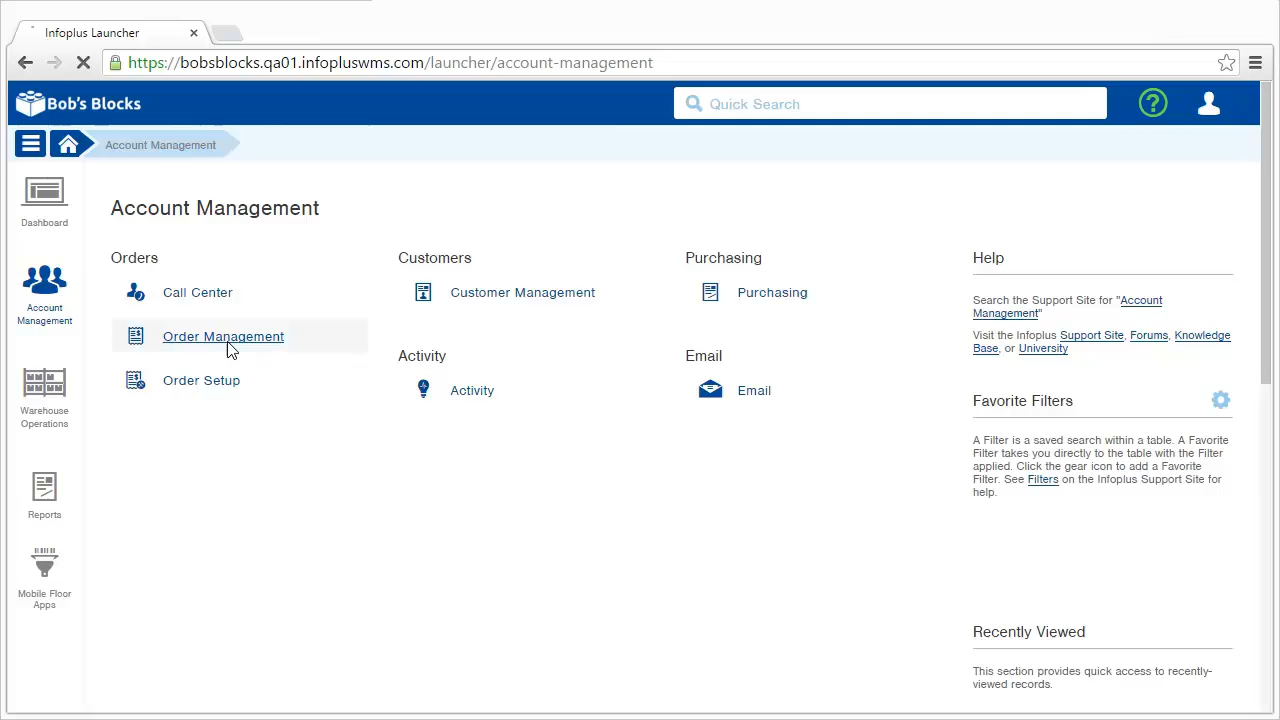 Infoplus Launcher
https://bobsblocks.qa01.infopluswms.com/launcher/account-management
Bob's Blocks
Quick Search
Account Management
Dashboard
Account
Management
Warehouse
Operations
Reports
Mobile Floor
Apps
Account Management
Orders
Call Center
Order Management
Order Setup
Customers
Customer Management
Activity
Activity
Purchasing
Purchasing
Email
Email
Help
Search the Support Site for "Account
Management"
Visit the Infoplus Support Site, Forums, Knowledge
Base, or University
Favorite Filters
A Filter is a saved search within a table. A Favorite
Filter takes you directly to the table with the Filter
applied. Click the gear icon to add a Favorite
Filter. See Filters on the Infoplus Support Site for
help.
Recently Viewed
This section provides quick access to recently-
viewed records.